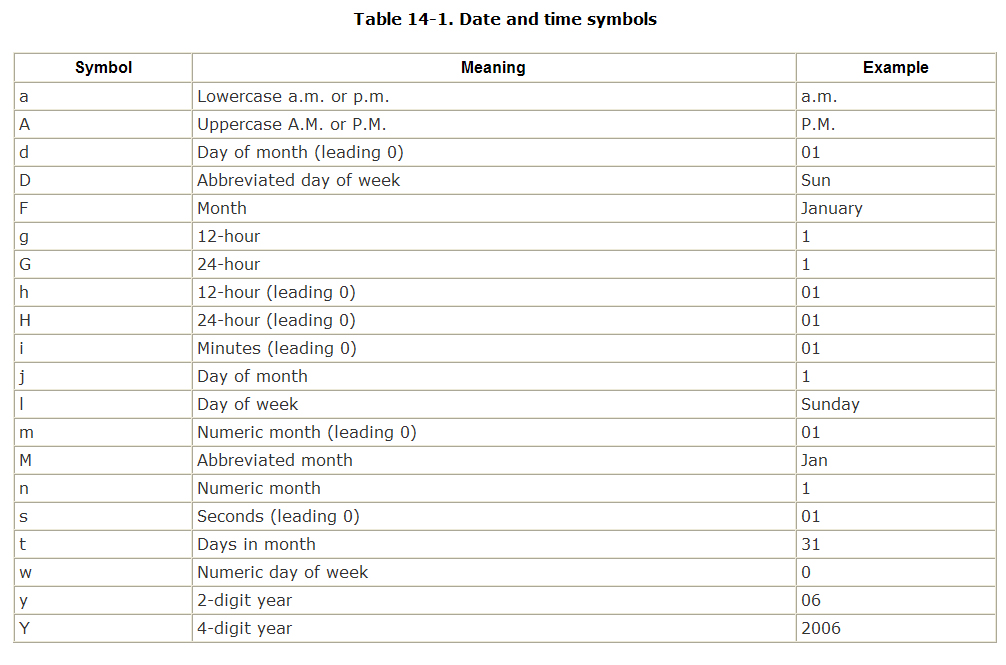 Table 14-1. Date and time symbols
Symbol Meaning Example
a Lowercase a.m. or p.m. a.m.
A Uppercase A.M. or P.M. P.M.
d Day of month (leading 0) 01
D Abbreviated day of week Sun
F Month January
g 12-hour 1
G 24-hour 1
h 12-hour (leading 0) 01
H 24-hour (leading 0) 01
i Minutes (leading 0) 01
j Day of month 1
l Day of week Sunday
m Numeric month (leading 0) 01
M Abbreviated month Jan
n Numeric month 1
s Seconds (leading 0) 01
t Days in month 31
w Numeric day of week 0
y 2-digit year 06
Y 4-digit year 2006